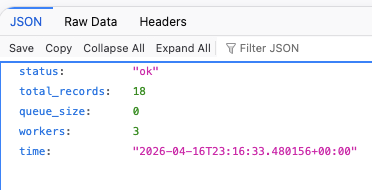 JSON Raw Data Headers
Save Copy Collapse All Expand All Filter JSON
status: "ok"
total_records: 18
queue_size: 0
workers: 3
time: "2026-04-16T23:16:33.480156+00:00"